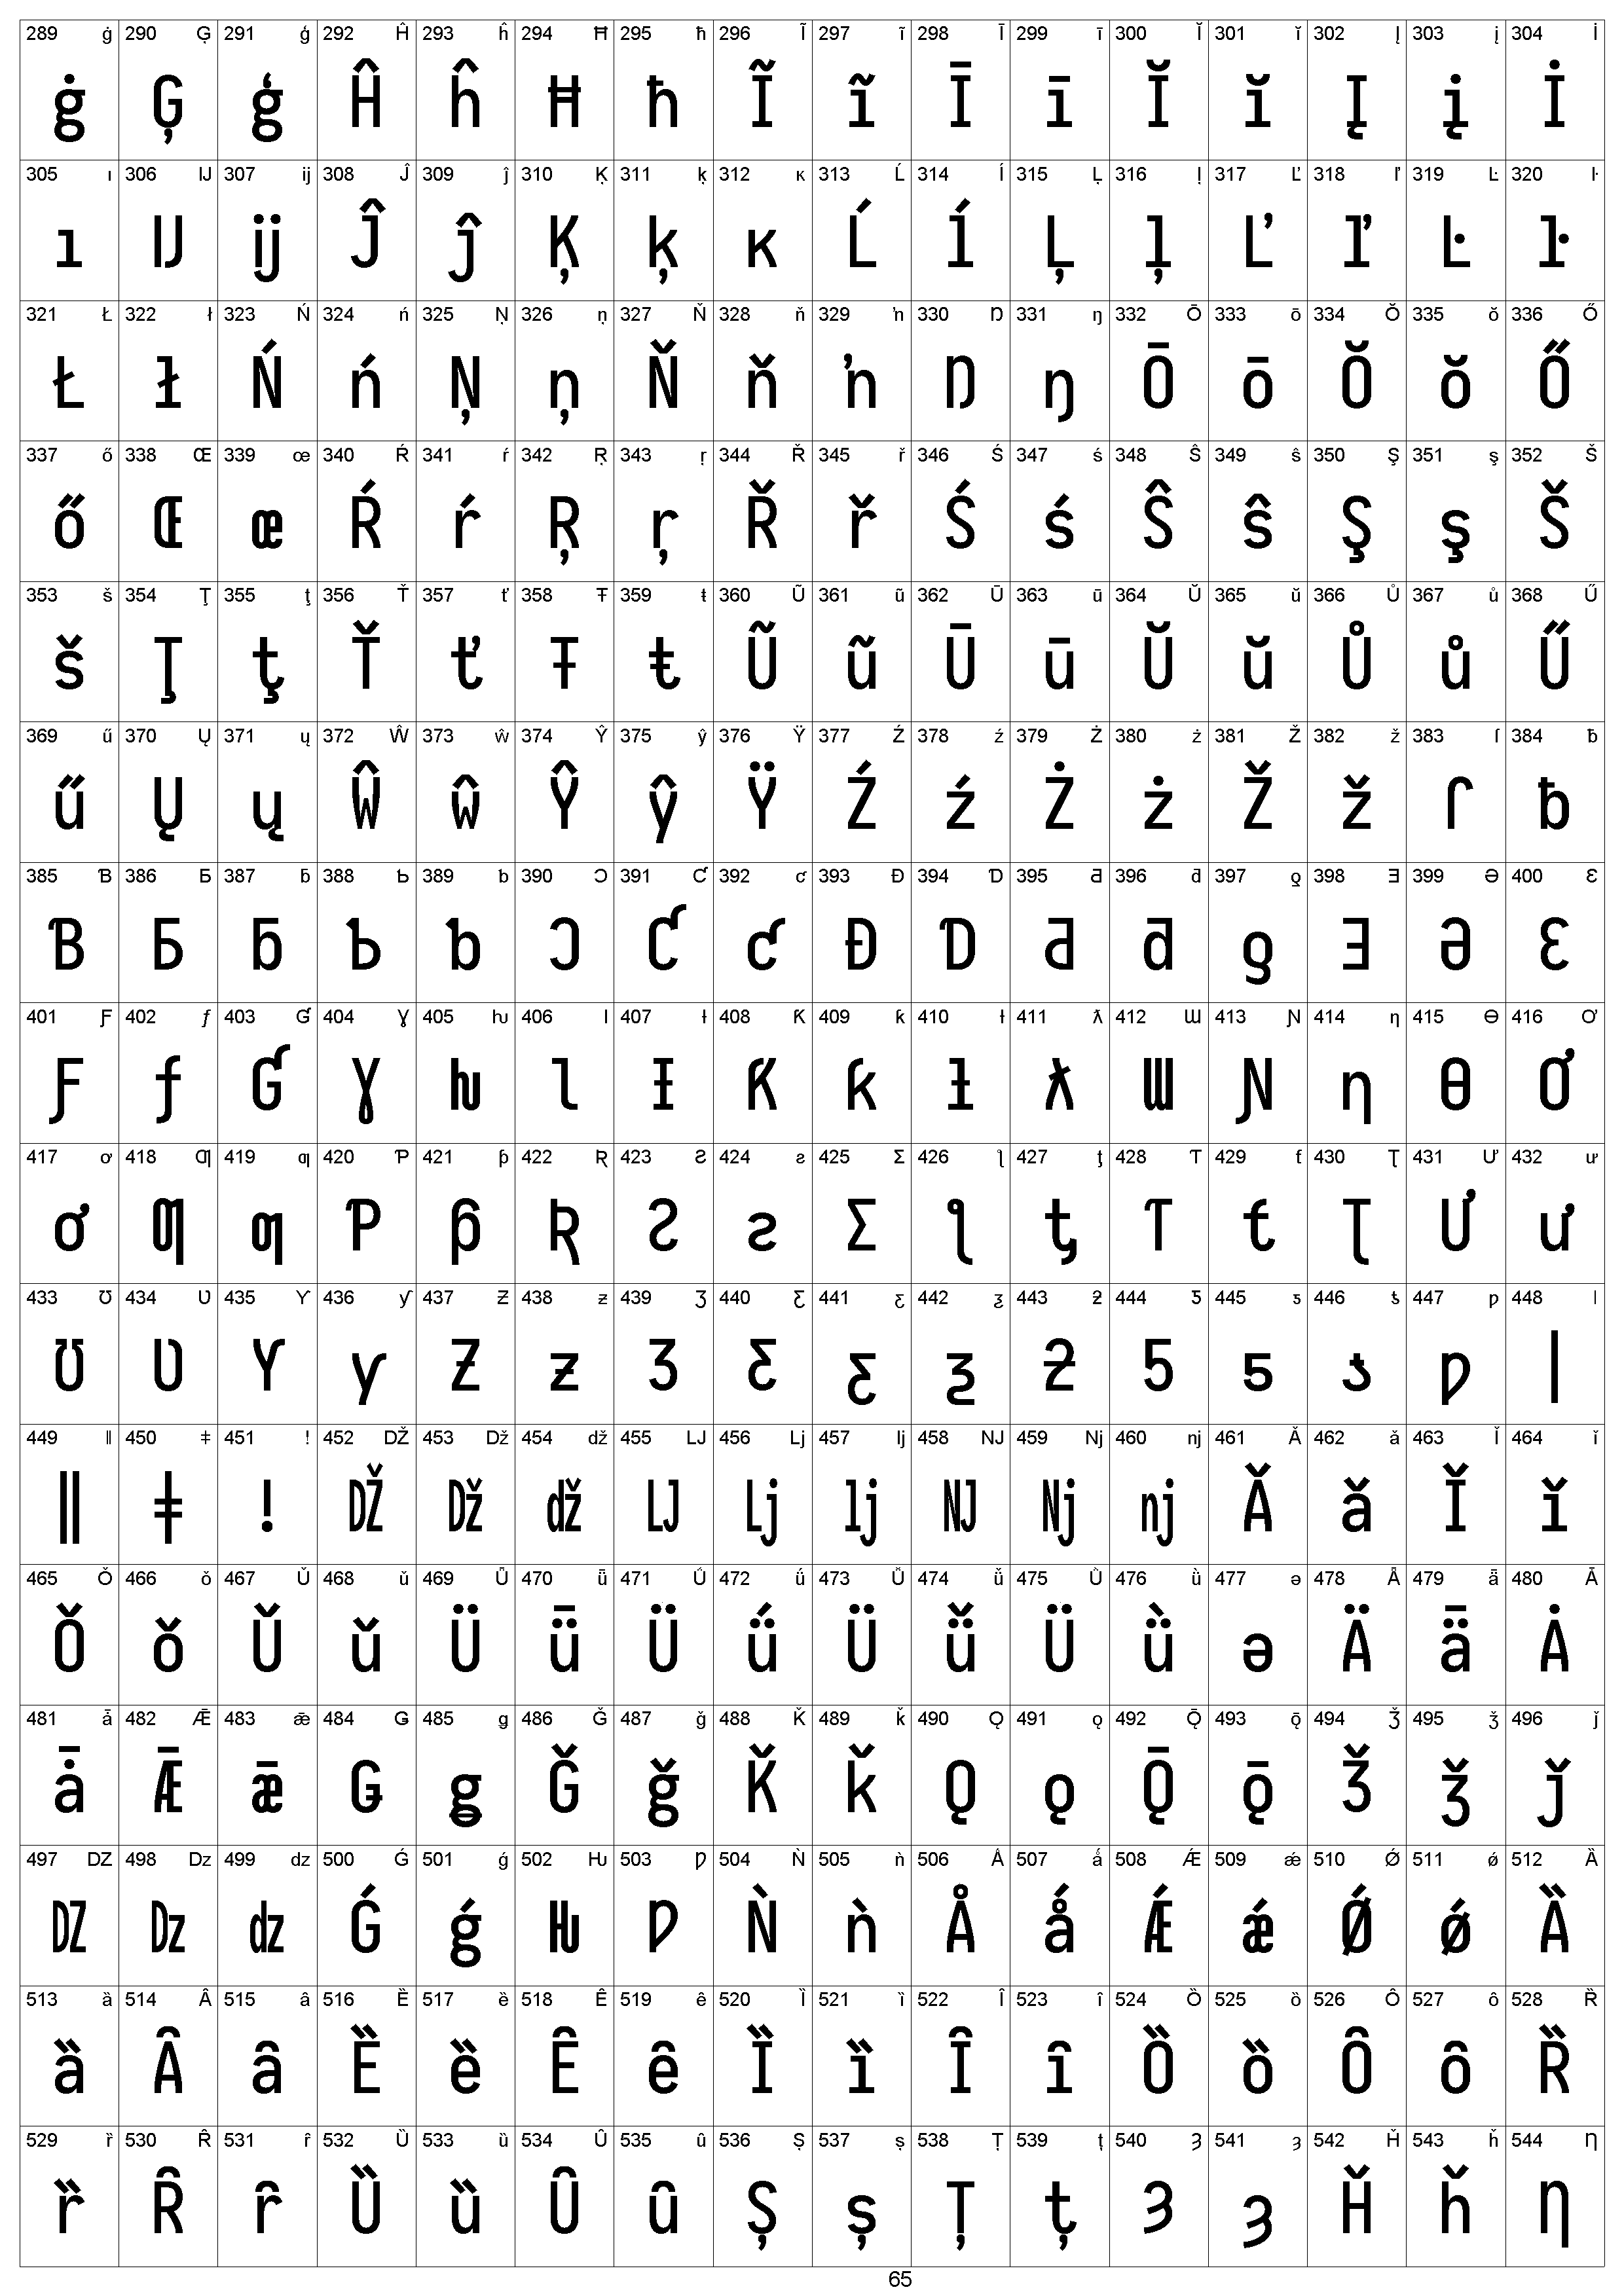 289 ġ 290 Ģ 291 ģ 292 Ĥ 293 ĥ 294 Ħ 295 ħ 296 Ĩ 297 ĩ 298 Ī 299 ī 300 Ĭ 301 ĭ 302 Į 303 į 304 İ
ġ Ģ ģ Ĥ ĥ Ħ ħ Ĩ ĩ Ī ī Ĭ ĭ Į į İ
305 ı 306 Ĳ 307 ĳ 308 Ĵ 309 ĵ 310 Ķ 311 ķ 312 ĸ 313 Ĺ 314 ĺ 315 Ļ 316 ļ 317 Ľ 318 ľ 319 Ŀ 320 ŀ
ı Ĳ ĳ Ĵ ĵ Ķ ķ ĸ Ĺ ĺ Ļ ļ Ľ ľ Ŀ ŀ
321 Ł 322 ł 323 Ń 324 ń 325 Ņ 326 ņ 327 Ň 328 ň 329 ŉ 330 Ŋ 331 ŋ 332 Ō 333 ō 334 Ŏ 335 ŏ 336 Ő
Ł ł Ń ń Ņ ņ Ň ň ŉ Ŋ ŋ Ō ō Ŏ ŏ Ő
337 ő 338 Œ 339 œ 340 Ŕ 341 ŕ 342 Ŗ 343 ŗ 344 Ř 345 ř 346 Ś 347 ś 348 Ŝ 349 ŝ 350 Ş 351 ş 352 Š
ő Œ œ Ŕ ŕ Ŗ ŗ Ř ř Ś ś Ŝ ŝ Ş ş Š
353 š 354 Ţ 355 ţ 356 Ť 357 ť 358 Ŧ 359 ŧ 360 Ũ 361 ũ 362 Ū 363 ū 364 Ŭ 365 ŭ 366 Ů 367 ů 368 Ű
š Ţ ţ Ť ť Ŧ ŧ Ũ ũ Ū ū Ŭ ŭ Ů ů Ű
369 ű 370 Ų 371 ų 372 Ŵ 373 ŵ 374 Ŷ 375 ŷ 376 Ÿ 377 Ź 378 ź 379 Ż 380 ż 381 Ž 382 ž 383 ſ 384 ƀ
ű Ų ų Ŵ ŵ Ŷ ŷ Ÿ Ź ź Ż ż Ž ž ſ ƀ
385 Ɓ 386 Ƃ 387 ƃ 388 Ƅ 389 ƅ 390 Ɔ 391 Ƈ 392 ƈ 393 Ɖ 394 Ɗ 395 Ƌ 396 ƌ 397 ƍ 398 Ǝ 399 Ə 400 Ɛ
Ɓ Ƃ ƃ Ƅ ƅ Ɔ Ƈ ƈ Ɖ Ɗ Ƌ ƌ ƍ Ǝ Ə Ɛ
401 Ƒ 402 ƒ 403 Ɠ 404 Ɣ 405 ƕ 406 Ɩ 407 Ɨ 408 Ƙ 409 ƙ 410 ƚ 411 ƛ 412 Ɯ 413 Ɲ 414 ƞ 415 Ɵ 416 Ơ
Ƒ ƒ Ɠ Ɣ ƕ Ɩ Ɨ Ƙ ƙ ƚ ƛ Ɯ Ɲ ƞ Ɵ Ơ
417 ơ 418 Ƣ 419 ƣ 420 Ƥ 421 ƥ 422 Ʀ 423 Ƨ 424 ƨ 425 Ʃ 426 ƪ 427 ƫ 428 Ƭ 429 ƭ 430 Ʈ 431 Ư 432 ư
ơ Ƣ ƣ Ƥ ƥ Ʀ Ƨ ƨ Ʃ ƪ ƫ Ƭ ƭ Ʈ Ư ư
433 Ʊ 434 Ʋ 435 Ƴ 436 ƴ 437 Ƶ 438 ƶ 439 Ʒ 440 Ƹ 441 ƹ 442 ƺ 443 ƻ 444 Ƽ 445 ƽ 446 ƾ 447 ƿ 448 ǀ
Ʊ Ʋ Ƴ ƴ Ƶ ƶ Ʒ Ƹ ƹ ƺ ƻ Ƽ ƽ ƾ ƿ ǀ
449 ǁ 450 ǂ 451 ǃ 452 Ǆ 453 ǅ 454 ǆ 455 Ǉ 456 ǈ 457 ǉ 458 Ǌ 459 ǋ 460 ǌ 461 Ǎ 462 ǎ 463 Ǐ 464 ǐ
ǁ ǂ ǃ Ǆ ǅ ǆ Ǉ ǈ ǉ Ǌ ǋ ǌ Ǎ ǎ Ǐ ǐ
465 Ǒ 466 ǒ 467 Ǔ 468 ǔ 469 Ǖ 470 ǖ 471 Ǘ 472 ǘ 473 Ǚ 474 ǚ 475 Ǜ 476 ǜ 477 ǝ 478 Ǟ 479 ǟ 480 Ǡ
Ǒ ǒ Ǔ ǔ Ü ǖ Ü ǘ Ü ǚ Ü ǜ ǝ Ä ǟ Ȧ
481 ǡ 482 Ǣ 483 ǣ 484 Ǥ 485 ǥ 486 Ǧ 487 ǧ 488 Ǩ 489 ǩ 490 Ǫ 491 ǫ 492 Ǭ 493 ǭ 494 Ǯ 495 ǯ 496 ǰ
ǡ Ǣ ǣ Ǥ ǥ Ǧ ǧ Ǩ ǩ Ǫ ǫ Ǭ ǭ Ǯ ǯ ǰ
497 Ǳ 498 ǲ 499 ǳ 500 Ǵ 501 ǵ 502 Ƕ 503 Ƿ 504 Ǹ 505 ǹ 506 Ǻ 507 ǻ 508 Ǽ 509 ǽ 510 Ǿ 511 ǿ 512 Ȁ
Ǳ ǲ ǳ Ǵ ǵ Ƕ Ƿ Ǹ ǹ Å ǻ Ǽ ǽ Ǿ ǿ Ȁ
513 ȁ 514 Ȃ 515 ȃ 516 Ȅ 517 ȅ 518 Ȇ 519 ȇ 520 Ȉ 521 ȉ 522 Ȋ 523 ȋ 524 Ȍ 525 ȍ 526 Ȏ 527 ȏ 528 Ȑ
ȁ Ȃ ȃ Ȅ ȅ Ȇ ȇ Ȉ ȉ Ȋ ȋ Ȍ ȍ Ȏ ȏ Ȑ
529 ȑ 530 Ȓ 531 ȓ 532 Ȕ 533 ȕ 534 Ȗ 535 ȗ 536 Ș 537 ș 538 Ț 539 ț 540 Ȝ 541 ȝ 542 Ȟ 543 ȟ 544 Ƞ
ȑ Ȓ ȓ Ȕ ȕ Ȗ ȗ Ș ș Ț ț Ȝ ȝ Ȟ ȟ Ƞ
65